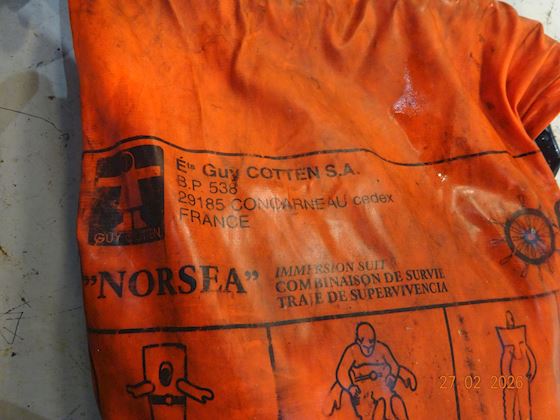 Éts Guy COTTEN S.A.
B.P 538
29185 CONCARNEAU cedex
FRANCE
GUY COTTEN
"NORSEA"
IMMERSION SUIT
COMBINAISON DE SURVIE
TRAJE DE SUPERVIVENCIA
27 02 2026